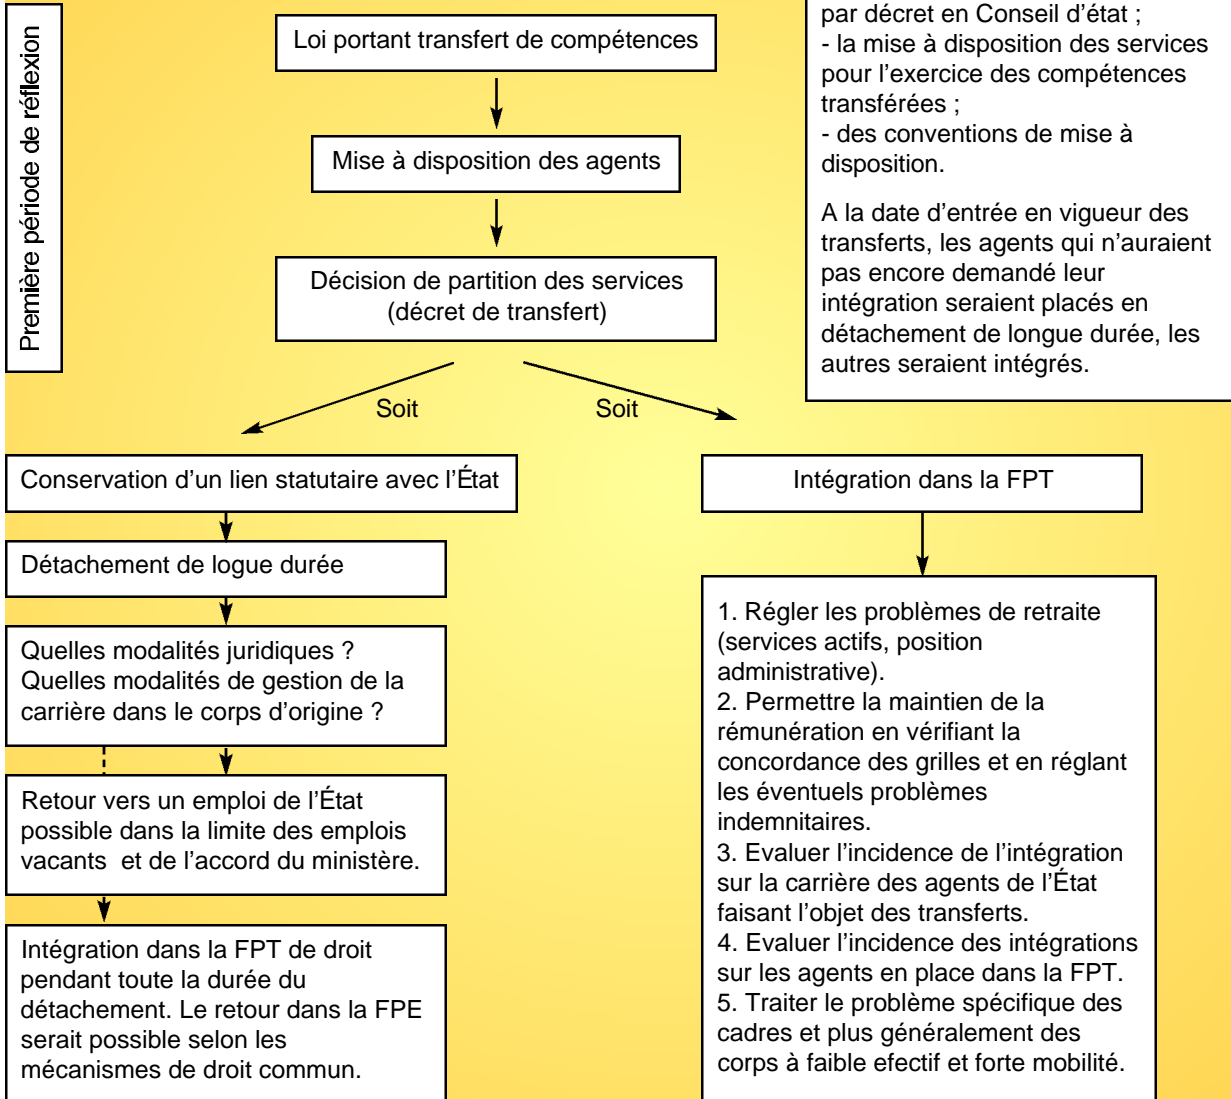 Première période de réflexion
Loi portant transfert de compétences
Mise à disposition des agents
Décision de partition des services
(décret de transfert)
par décret en Conseil d'état ;
- la mise à disposition des services
pour l'exercice des compétences
transférées ;
- des conventions de mise à
disposition.
A la date d'entrée en vigueur des
transferts, les agents qui n'auraient
pas encore demandé leur
intégration seraient placés en
détachement de longue durée, les
autres seraient intégrés.
Soit
Soit
Conservation d'un lien statutaire avec l'État
Détachement de logue durée
Quelles modalités juridiques ?
Quelles modalités de gestion de la
carrière dans le corps d'origine ?
Retour vers un emploi de l'État
possible dans la limite des emplois
vacants et de l'accord du ministère.
Intégration dans la FPT de droit
pendant toute la durée du
détachement. Le retour dans la FPE
serait possible selon les
mécanismes de droit commun.
Intégration dans la FPT
1. Régler les problèmes de retraite
(services actifs, position
administrative).
2. Permettre la maintien de la
rémunération en vérifiant la
concordance des grilles et en réglant
les éventuels problèmes
indemnitaires.
3. Evaluer l'incidence de l'intégration
sur la carrière des agents de l'État
faisant l'objet des transferts.
4. Evaluer l'incidence des intégrations
sur les agents en place dans la FPT.
5. Traiter le problème spécifique des
cadres et plus généralement des
corps à faible efectif et forte mobilité.